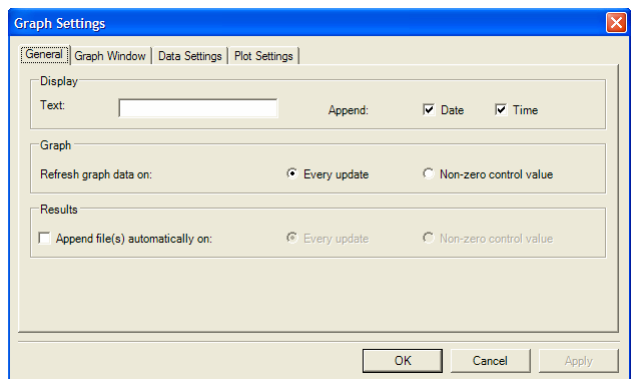 Graph Settings
General Graph Window Data Settings Plot Settings
Display
Text: Append: Date Time
Graph
Refresh graph data on: Every update Non-zero control value
Results
Append file(s) automatically on: Every update Non-zero control value
OK Cancel Apply